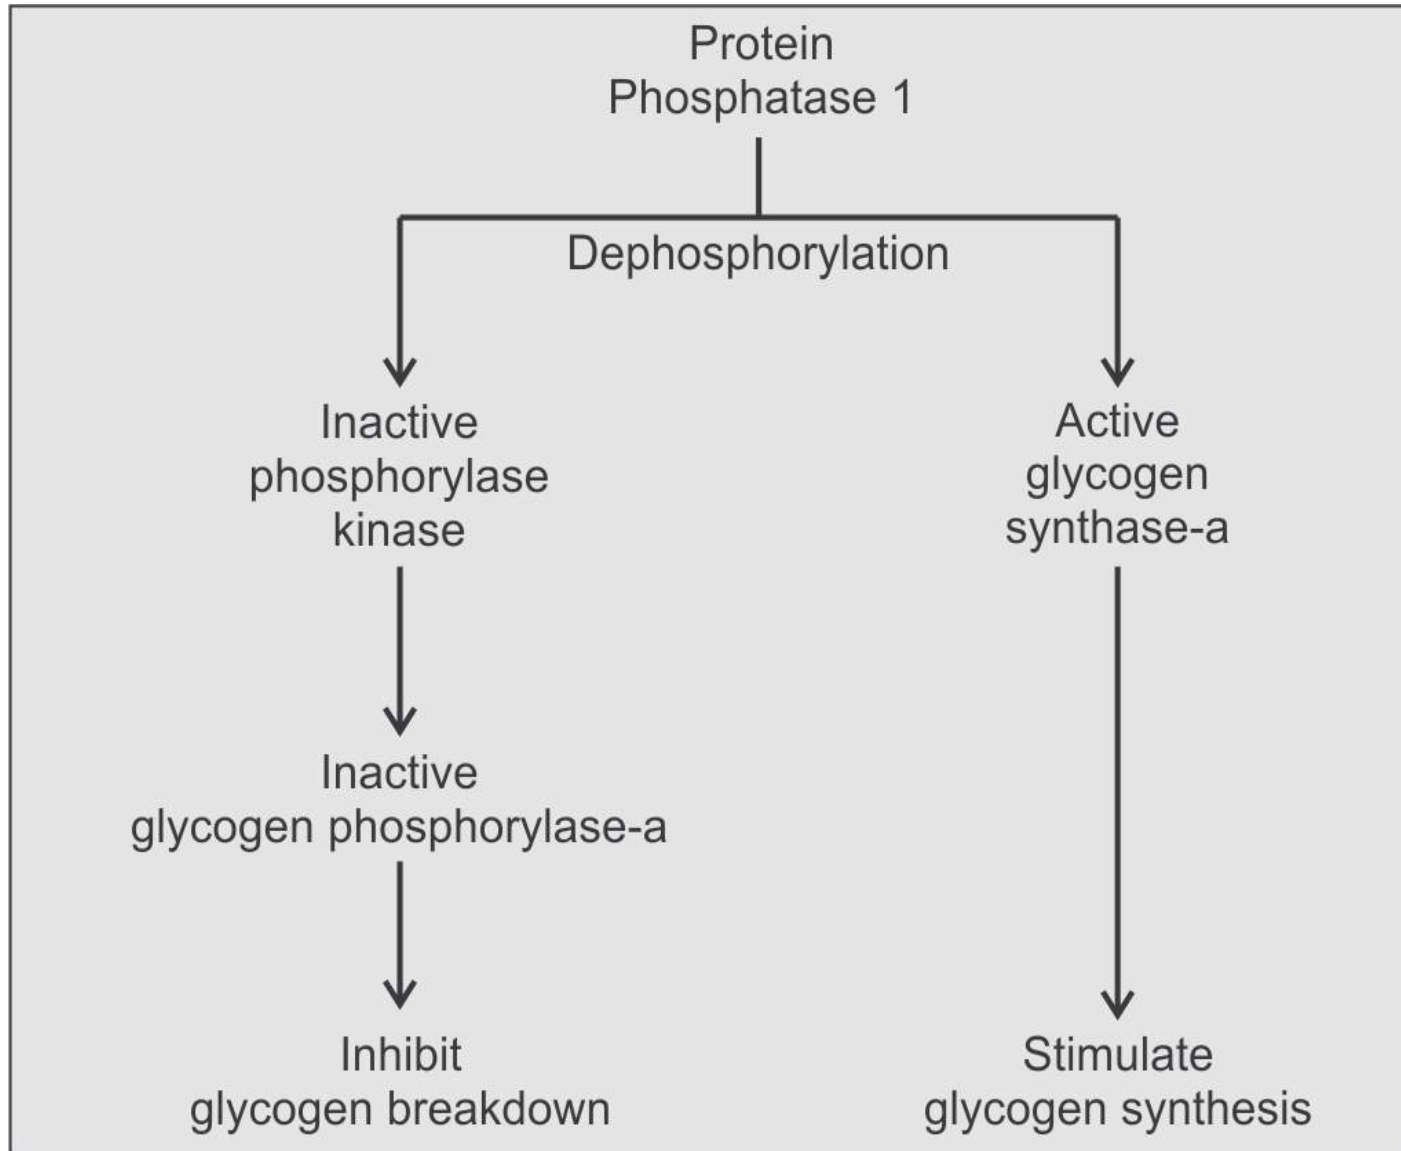 Protein
Phosphatase 1
Dephosphorylation
Inactive
phosphorylase
kinase
Active
glycogen
synthase-a
Inactive
glycogen phosphorylase-a
Inhibit
glycogen breakdown
Stimulate
glycogen synthesis